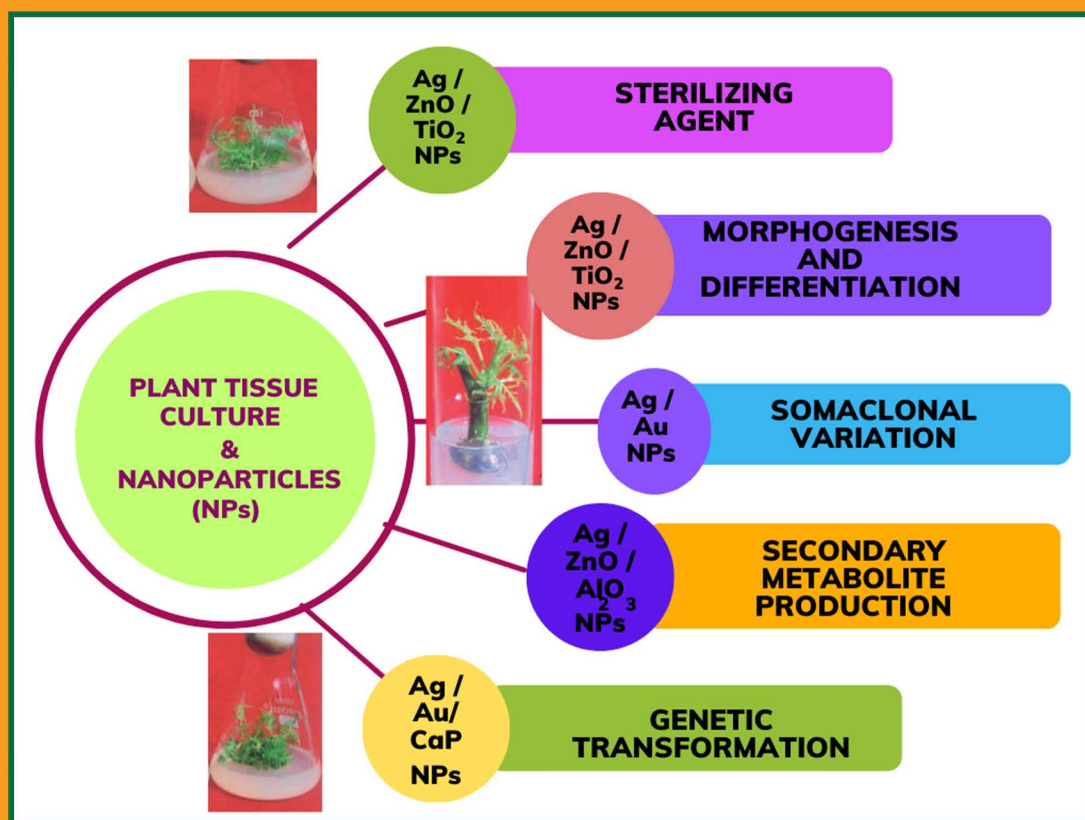 Ag /
ZnO /
TiO₂
NPs
STERILIZING
AGENT
Ag /
ZnO /
TiO₂
NPs
MORPHOGENESIS
AND
DIFFERENTIATION
PLANT TISSUE
CULTURE
&
NANOPARTICLES
(NPs)
Ag /
Au
NPs
SOMACLONAL
VARIATION
Ag /
ZnO /
Al₂O₃
NPs
SECONDARY
METABOLITE
PRODUCTION
Ag /
Au/
CaP
NPs
GENETIC
TRANSFORMATION